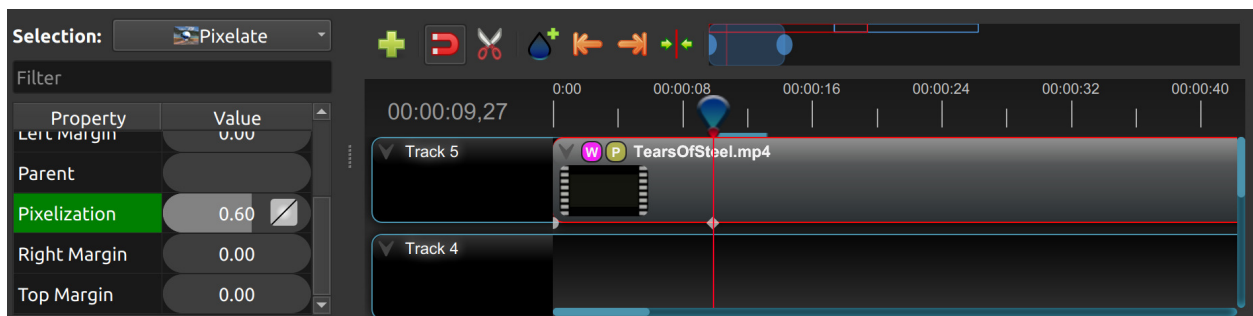 Selection: Pixelate
Filter
Property Value
Left Margin 0.00
Parent
Pixelization 0.60
Right Margin 0.00
Top Margin 0.00
00:00:09,27
0:00 00:00:08 00:00:16 00:00:24 00:00:32 00:00:40
Track 5
W P TearsOfSteel.mp4
Track 4